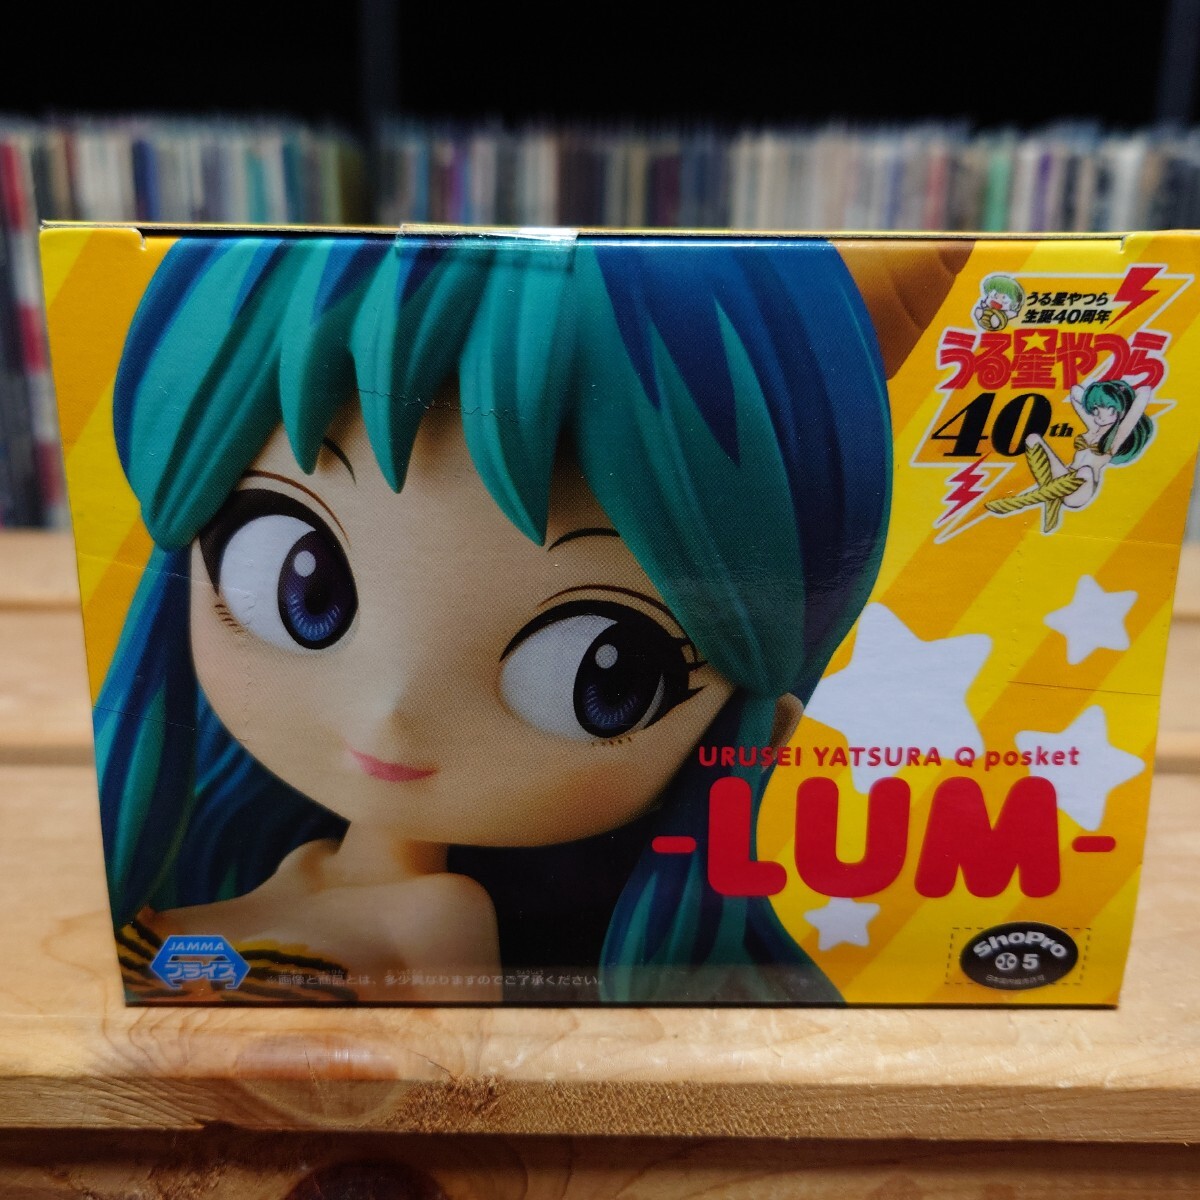 うる星やつら
生誕40周年
うる星やつら
40th
URUSEI YATSURA Q posket
-LUM-
JAMMA
プライズ
※画像と商品とは、多少異なりますのでご了承ください。
ShoPro
5